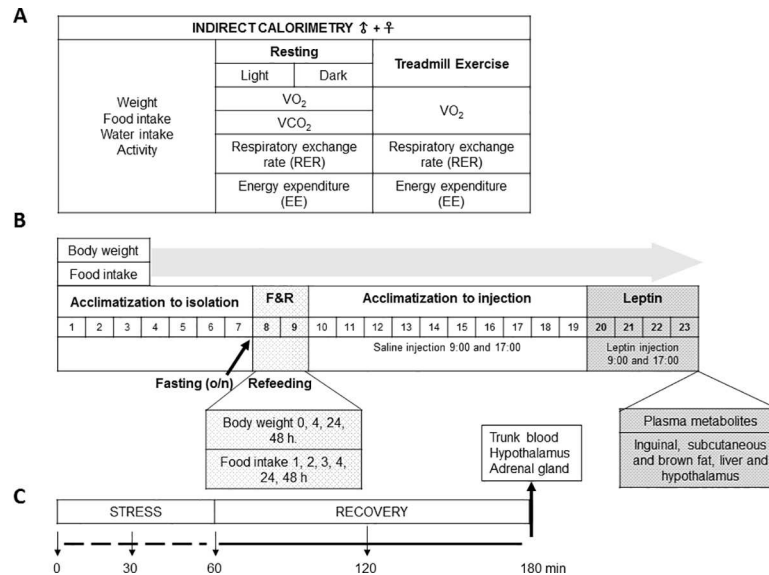 A
INDIRECT CALORIMETRY ♂ + ♀
Weight
Food intake
Water intake
Activity
Resting
Light Dark
VO2
VCO2
Respiratory exchange
rate (RER)
Energy expenditure
(EE)
Treadmill Exercise
VO2
Respiratory exchange
rate (RER)
Energy expenditure
(EE)
B
Body weight
Food intake
Acclimatization to isolation F&R Acclimatization to injection Leptin
1 2 3 4 5 6 7 8 9 10 11 12 13 14 15 16 17 18 19 20 21 22 23
Saline injection 9:00 and 17:00
Leptin injection
9:00 and 17:00
Fasting (o/n) Refeeding
Body weight 0, 4, 24,
48 h.
Food intake 1, 2, 3, 4,
24, 48 h
Trunk blood
Hypothalamus
Adrenal gland
Plasma metabolites
Inguinal, subcutaneous
and brown fat, liver and
hypothalamus
C
STRESS RECOVERY
0 30 60 120 180 min